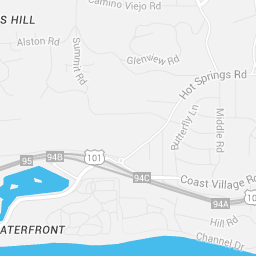 Camino Viejo Rd
S HILL
Alston Rd
Summit Rd
Glenview Rd
Hot Springs Rd
Butterfly Ln
Middle Rd
101
95
94B
94C
Coast Village Ro
94A
ATERFRONT
Hill Rd
Channel Dr